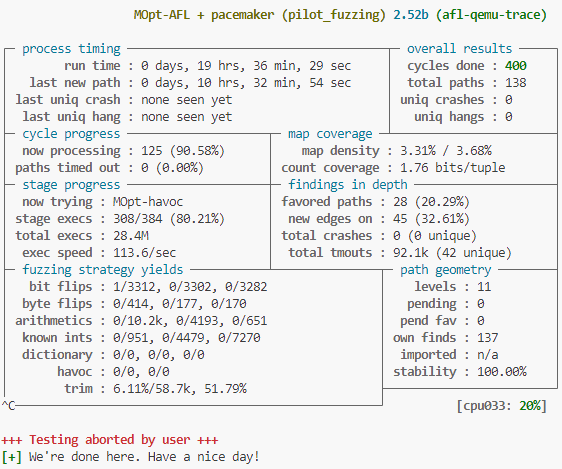 MOpt-AFL + pacemaker (pilot_fuzzing) 2.52b (afl-qemu-trace)
process timing overall results
run time : 0 days, 19 hrs, 36 min, 29 sec cycles done : 400
last new path : 0 days, 10 hrs, 32 min, 54 sec total paths : 138
last uniq crash : none seen yet uniq crashes : 0
last uniq hang : none seen yet uniq hangs : 0
cycle progress map coverage
now processing : 125 (90.58%) map density : 3.31% / 3.68%
paths timed out : 0 (0.00%) count coverage : 1.76 bits/tuple
stage progress findings in depth
now trying : MOpt-havoc favored paths : 28 (20.29%)
stage execs : 308/384 (80.21%) new edges on : 45 (32.61%)
total execs : 28.4M total crashes : 0 (0 unique)
exec speed : 113.6/sec total tmouts : 92.1k (42 unique)
fuzzing strategy yields path geometry
bit flips : 1/3312, 0/3302, 0/3282 levels : 11
byte flips : 0/414, 0/177, 0/170 pending : 0
arithmetics : 0/10.2k, 0/4193, 0/651 pend fav : 0
known ints : 0/951, 0/4479, 0/7270 own finds : 137
dictionary : 0/0, 0/0, 0/0 imported : n/a
havoc : 0/0, 0/0 stability : 100.00%
trim : 6.11%/58.7k, 51.79%
^C [cpu033: 20%]
+++ Testing aborted by user +++
[+] We're done here. Have a nice day!